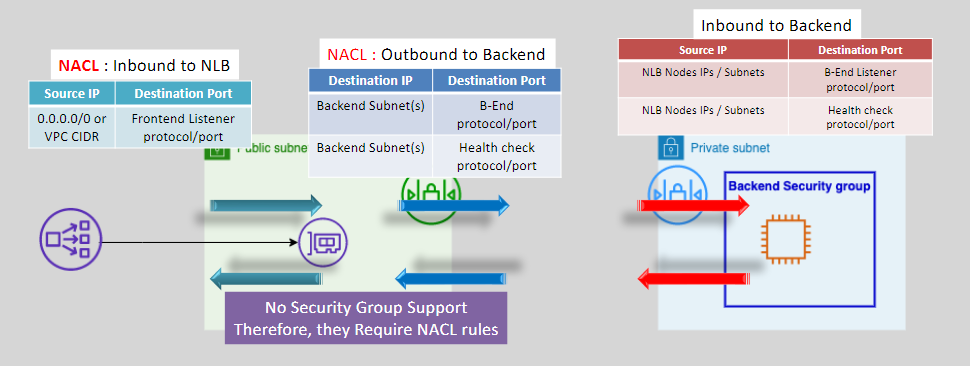 NACL : Inbound to NLB
Source IP
Destination Port
0.0.0.0/0 or
VPC CIDR
Frontend Listener
protocol/port
NACL : Outbound to Backend
Destination IP
Destination Port
Backend Subnet(s)
B-End
protocol/port
Backend Subnet(s)
Health check
protocol/port
Inbound to Backend
Source IP
Destination Port
NLB Nodes IPs / Subnets
B-End Listener
protocol/port
NLB Nodes IPs / Subnets
Health check
protocol/port
Public subnet
Private subnet
Backend Security group
No Security Group Support
Therefore, they Require NACL rules